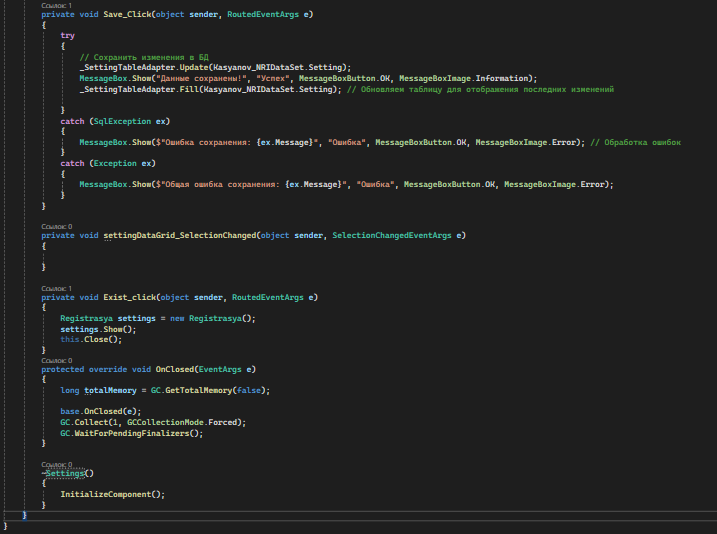 Ссылок: 1
private void Save_Click(object sender, RoutedEventArgs e)
{
try
{
// Сохранить изменения в БД
_SettingTableAdapter.Update(Kasyanov_NRIDataSet.Setting);
MessageBox.Show("Данные сохранены!", "Успех", MessageBoxButton.OK, MessageBoxImage.Information);
_SettingTableAdapter.Fill(Kasyanov_NRIDataSet.Setting); // Обновляем таблицу для отображения последних изменений
}
catch (SqlException ex)
{
MessageBox.Show($"Ошибка сохранения: {ex.Message}", "Ошибка", MessageBoxButton.OK, MessageBoxImage.Error); // Обработка ошибок
}
catch (Exception ex)
{
MessageBox.Show($"Общая ошибка сохранения: {ex.Message}", "Ошибка", MessageBoxButton.OK, MessageBoxImage.Error);
}
}
Ссылок: 0
private void settingDataGrid_SelectionChanged(object sender, SelectionChangedEventArgs e)
{
}
Ссылок: 1
private void Exist_click(object sender, RoutedEventArgs e)
{
Registrasya settings = new Registrasya();
settings.Show();
this.Close();
}
Ссылок: 0
protected override void OnClosed(EventArgs e)
{
long totalMemory = GC.GetTotalMemory(false);
base.OnClosed(e);
GC.Collect(1, GCCollectionMode.Forced);
GC.WaitForPendingFinalizers();
}
Ссылок: 0
~Settings()
{
InitializeComponent();
}
}
}